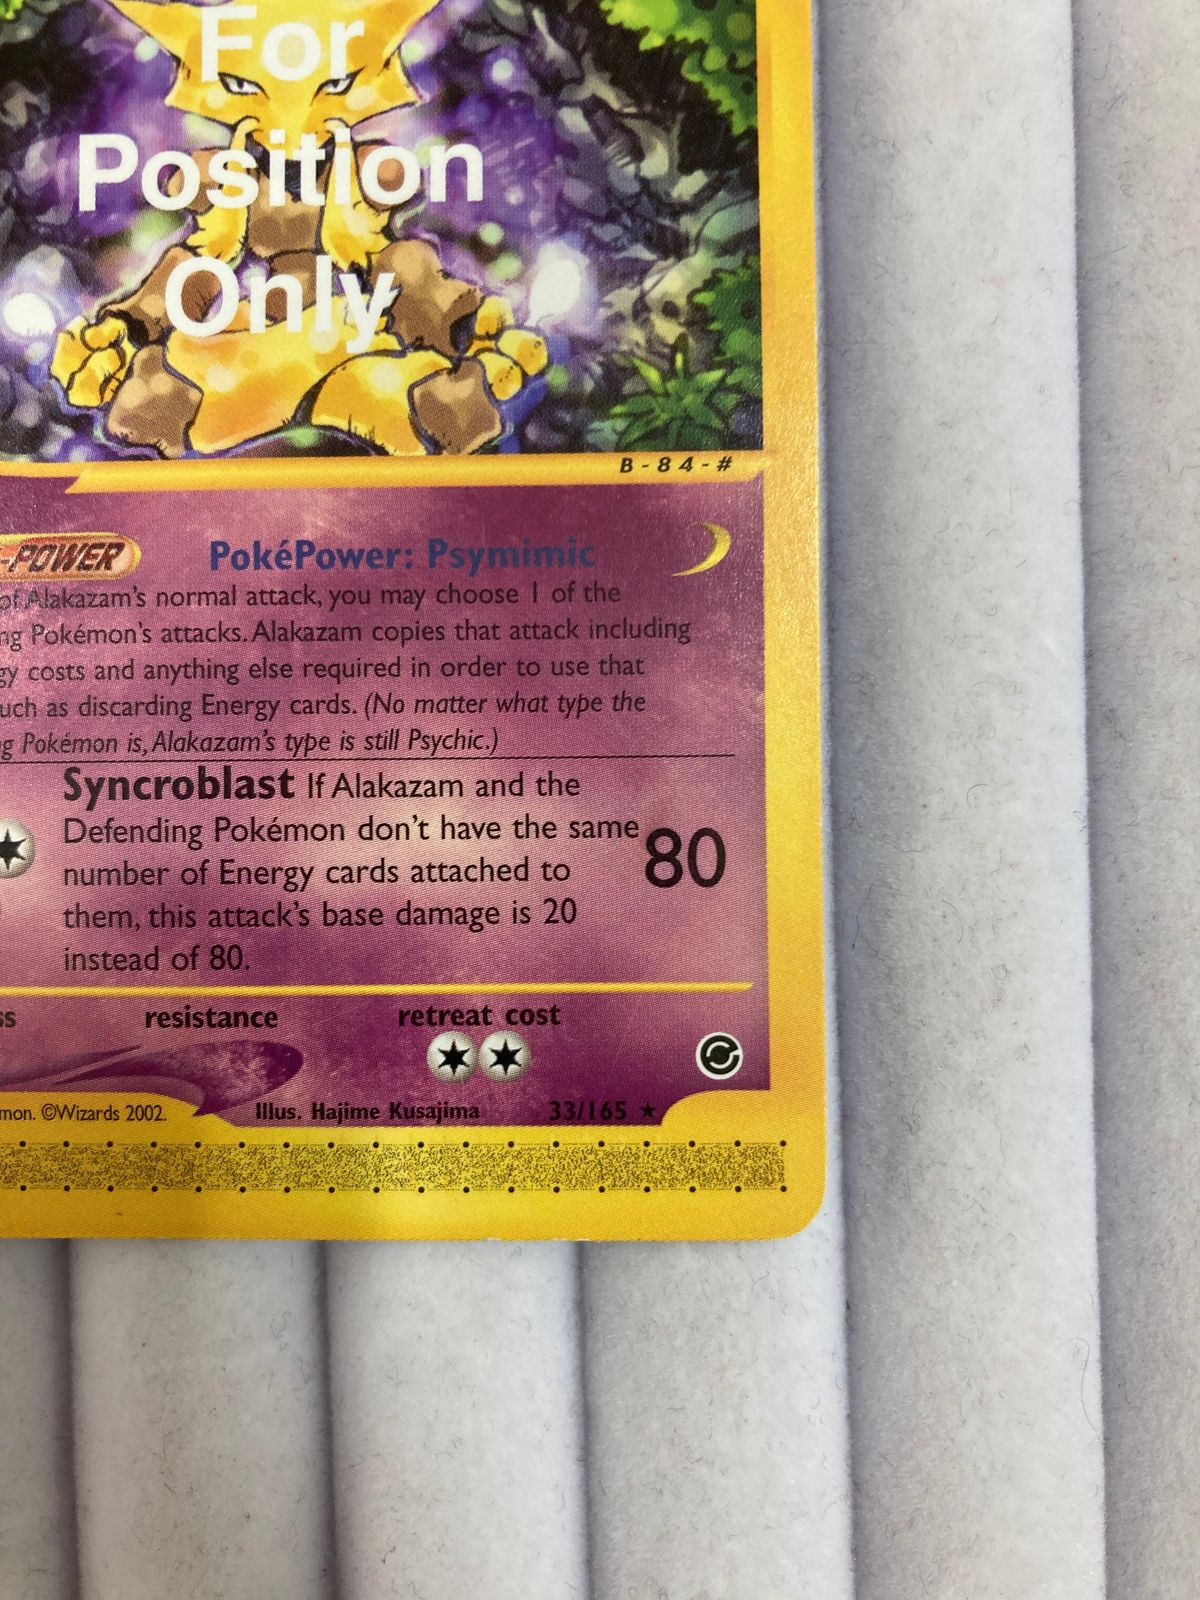 For
Position
Only
B-84-#
-POWER PokéPower: Psymimic
of Alakazam's normal attack, you may choose 1 of the
ng Pokémon's attacks. Alakazam copies that attack including
gy costs and anything else required in order to use that
uch as discarding Energy cards. (No matter what type the
g Pokémon is, Alakazam's type is still Psychic.)
Syncroblast If Alakazam and the
Defending Pokémon don't have the same
number of Energy cards attached to
them, this attack's base damage is 20
instead of 80.
80
ss resistance retreat cost
mon. ©Wizards 2002. Illus. Hajime Kusajima 33/165 ★